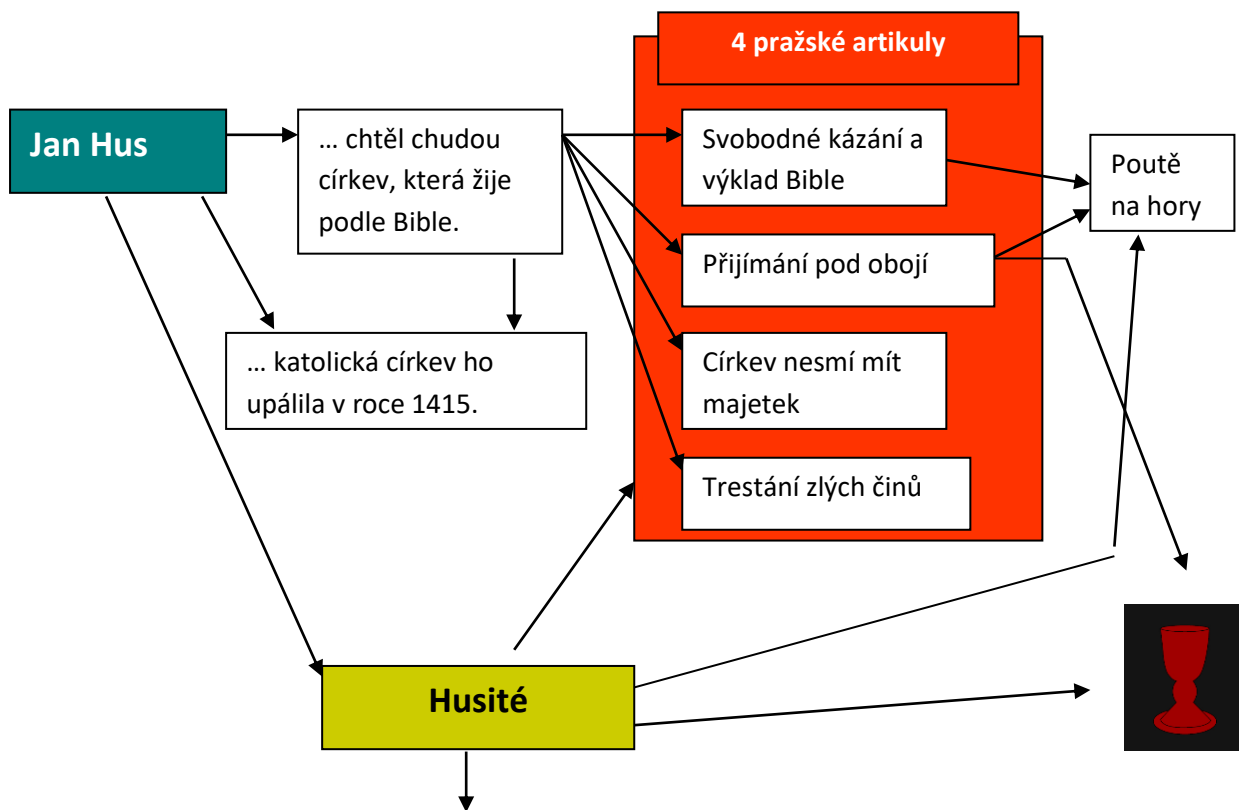 4 pražské artikuly
Jan Hus
... chtěl chudou
církev, která žije
podle Bible.
Svobodné kázání a
výklad Bible
Poutě
na hory
Přijímání pod obojí
... katolická církev ho
upálila v roce 1415.
Církev nesmí mít
majetek
Trestání zlých činů
Husité